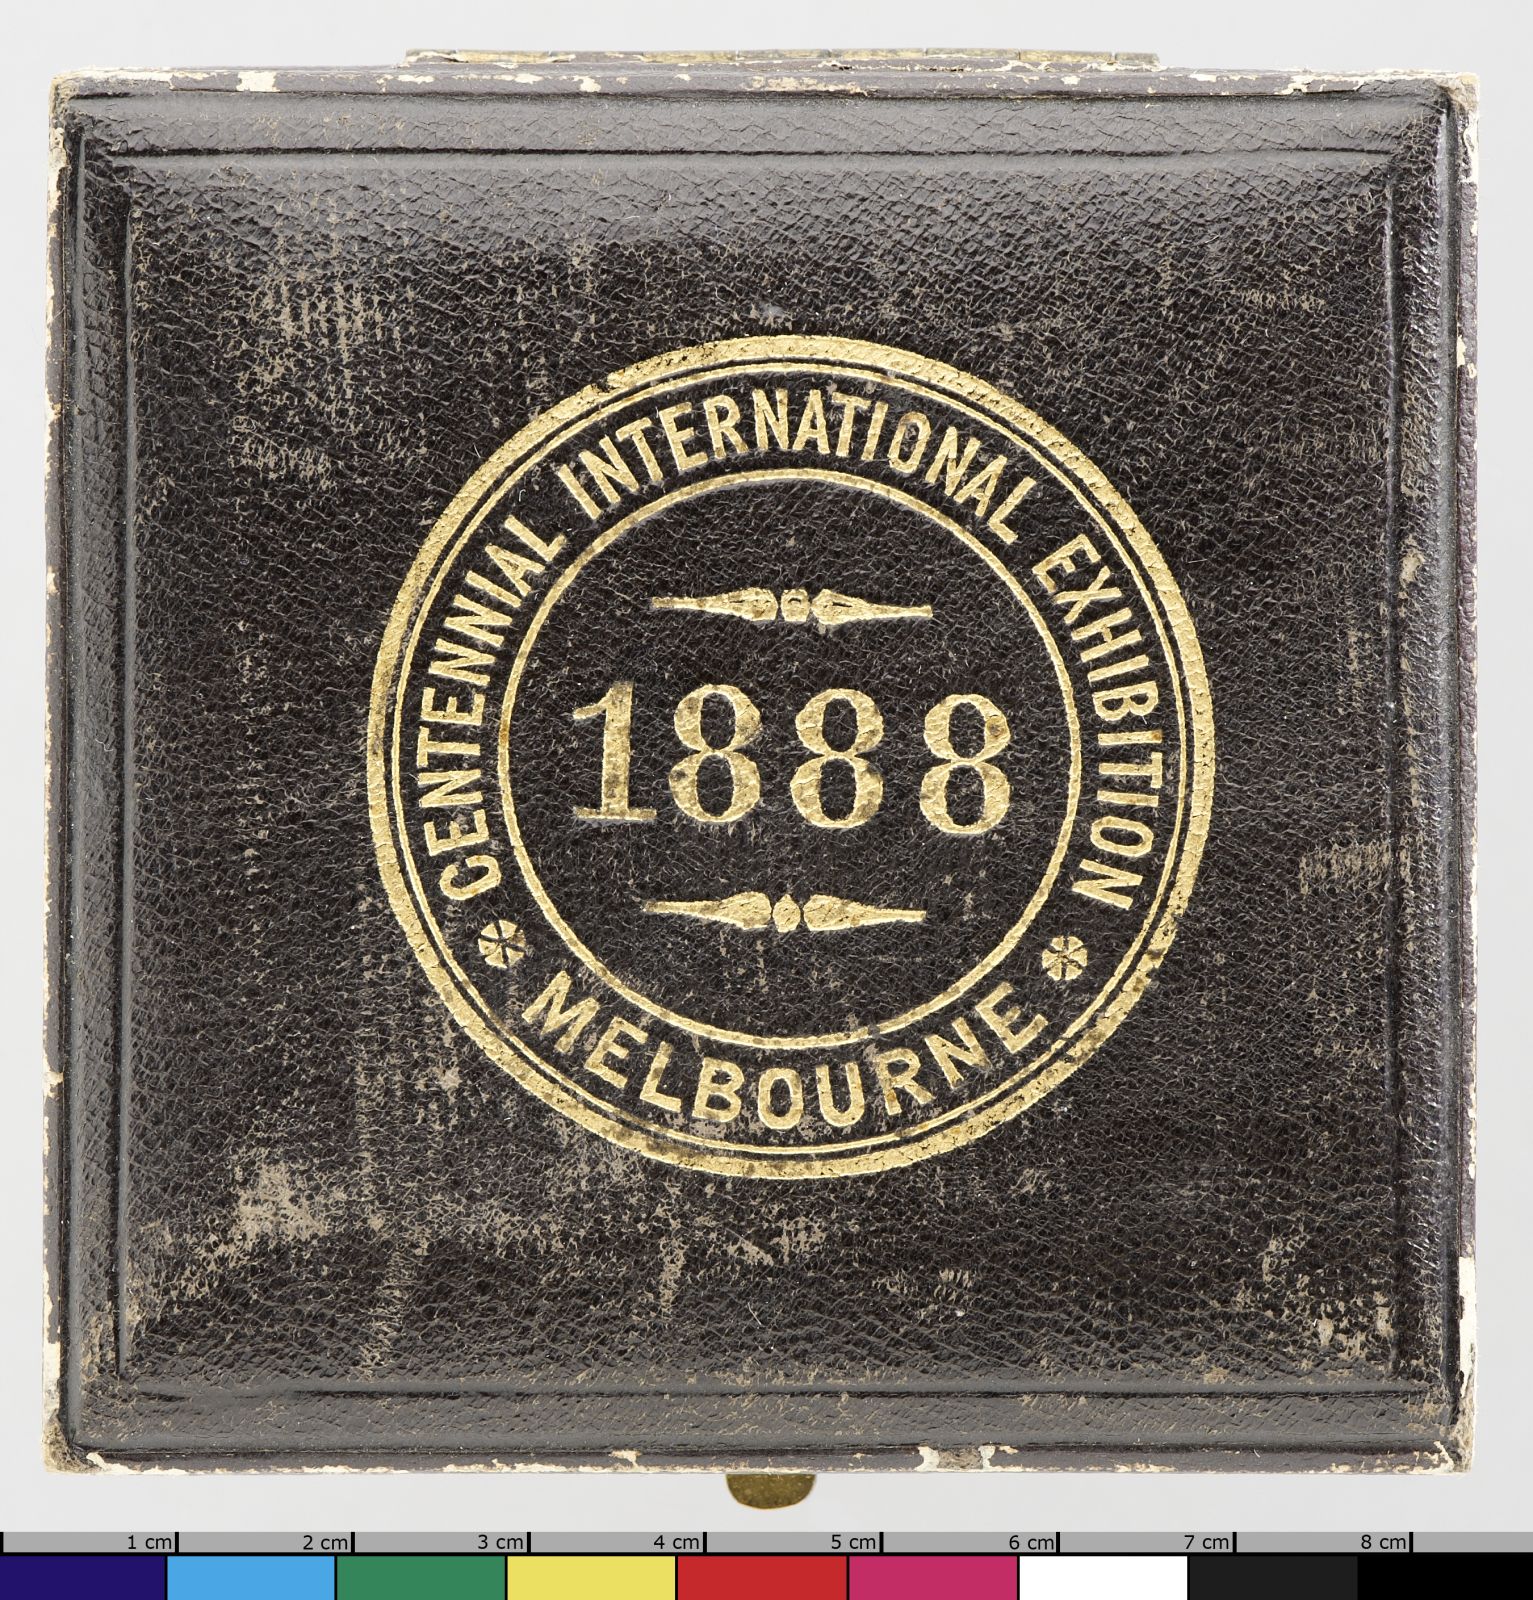 CENTENNIAL INTERNATIONAL EXHIBITION
1888
MELBOURNE
1 cm 2 cm 3 cm 4 cm 5 cm 6 cm 7 cm 8 cm